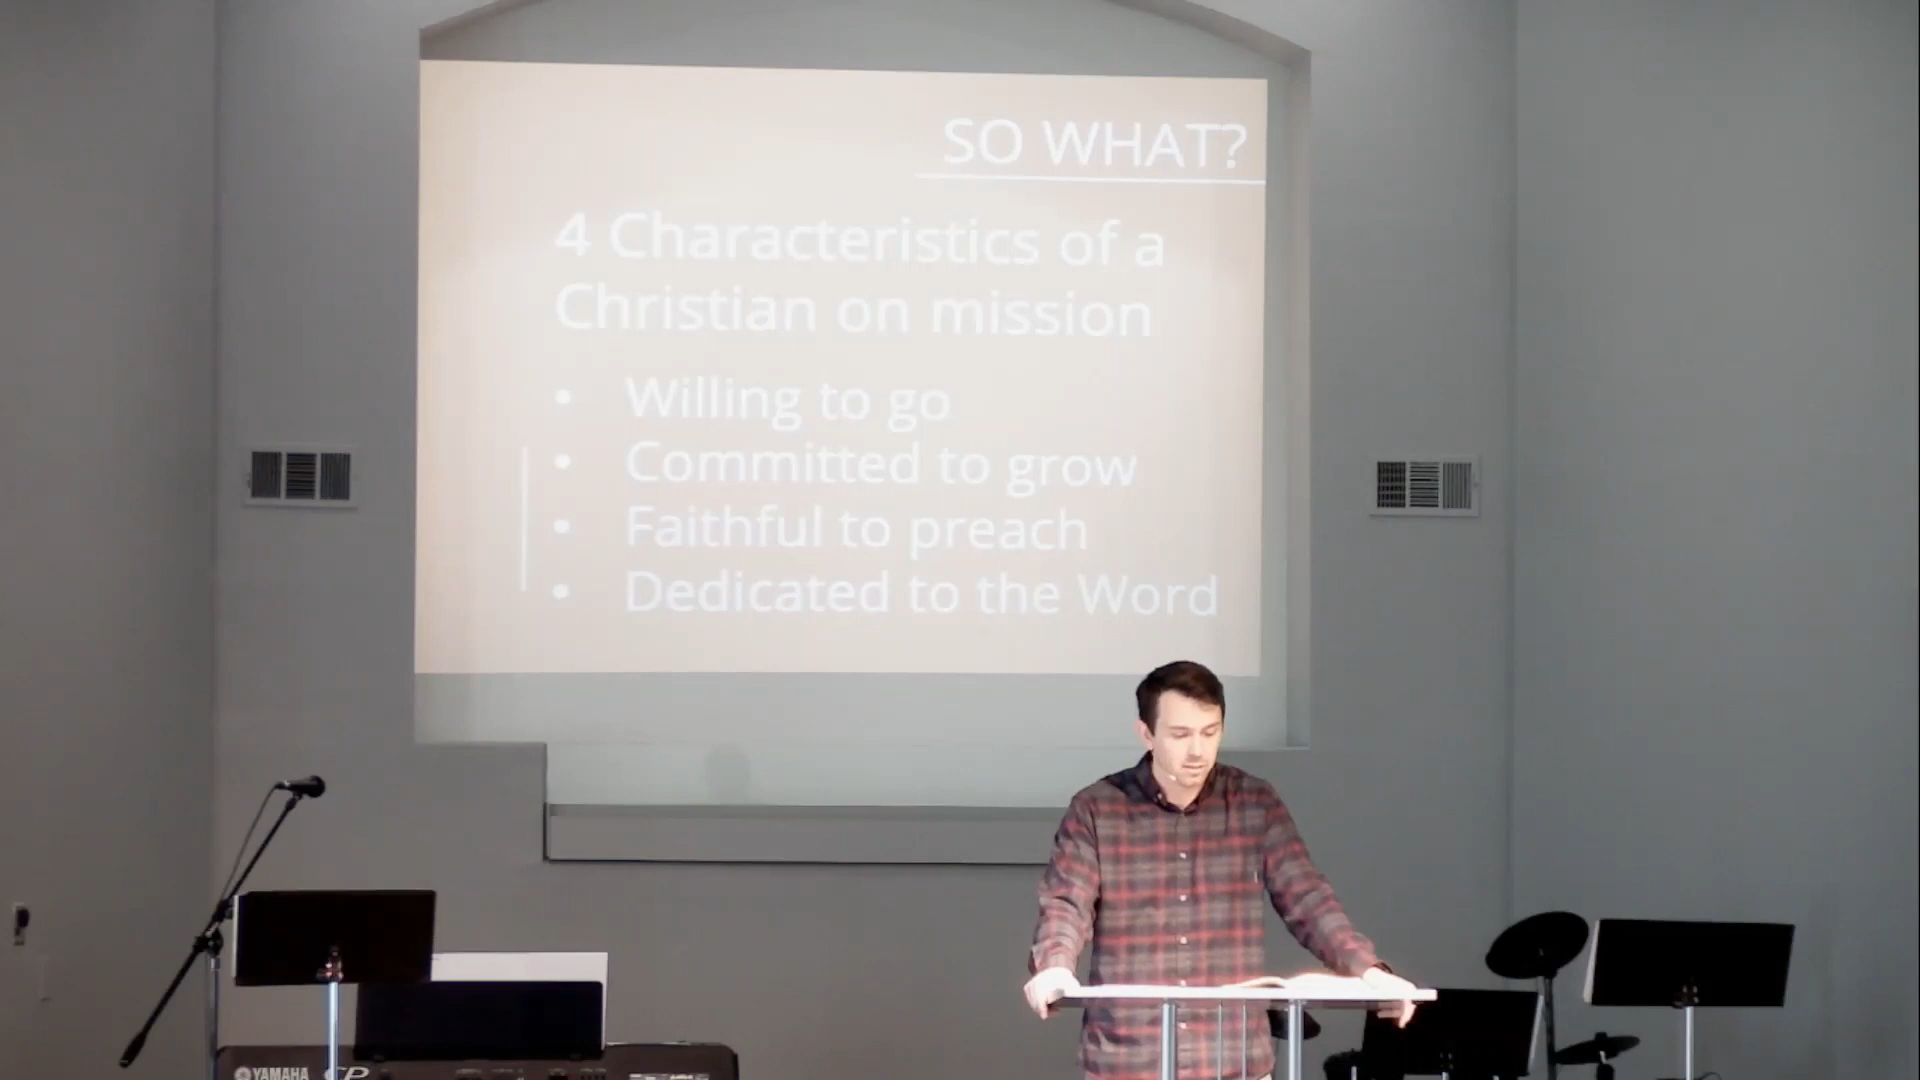 SO WHAT?
4 Characteristics of a
Christian on mission
• Willing to go
• Committed to grow
• Faithful to preach
• Dedicated to the Word
YAMAHA CP